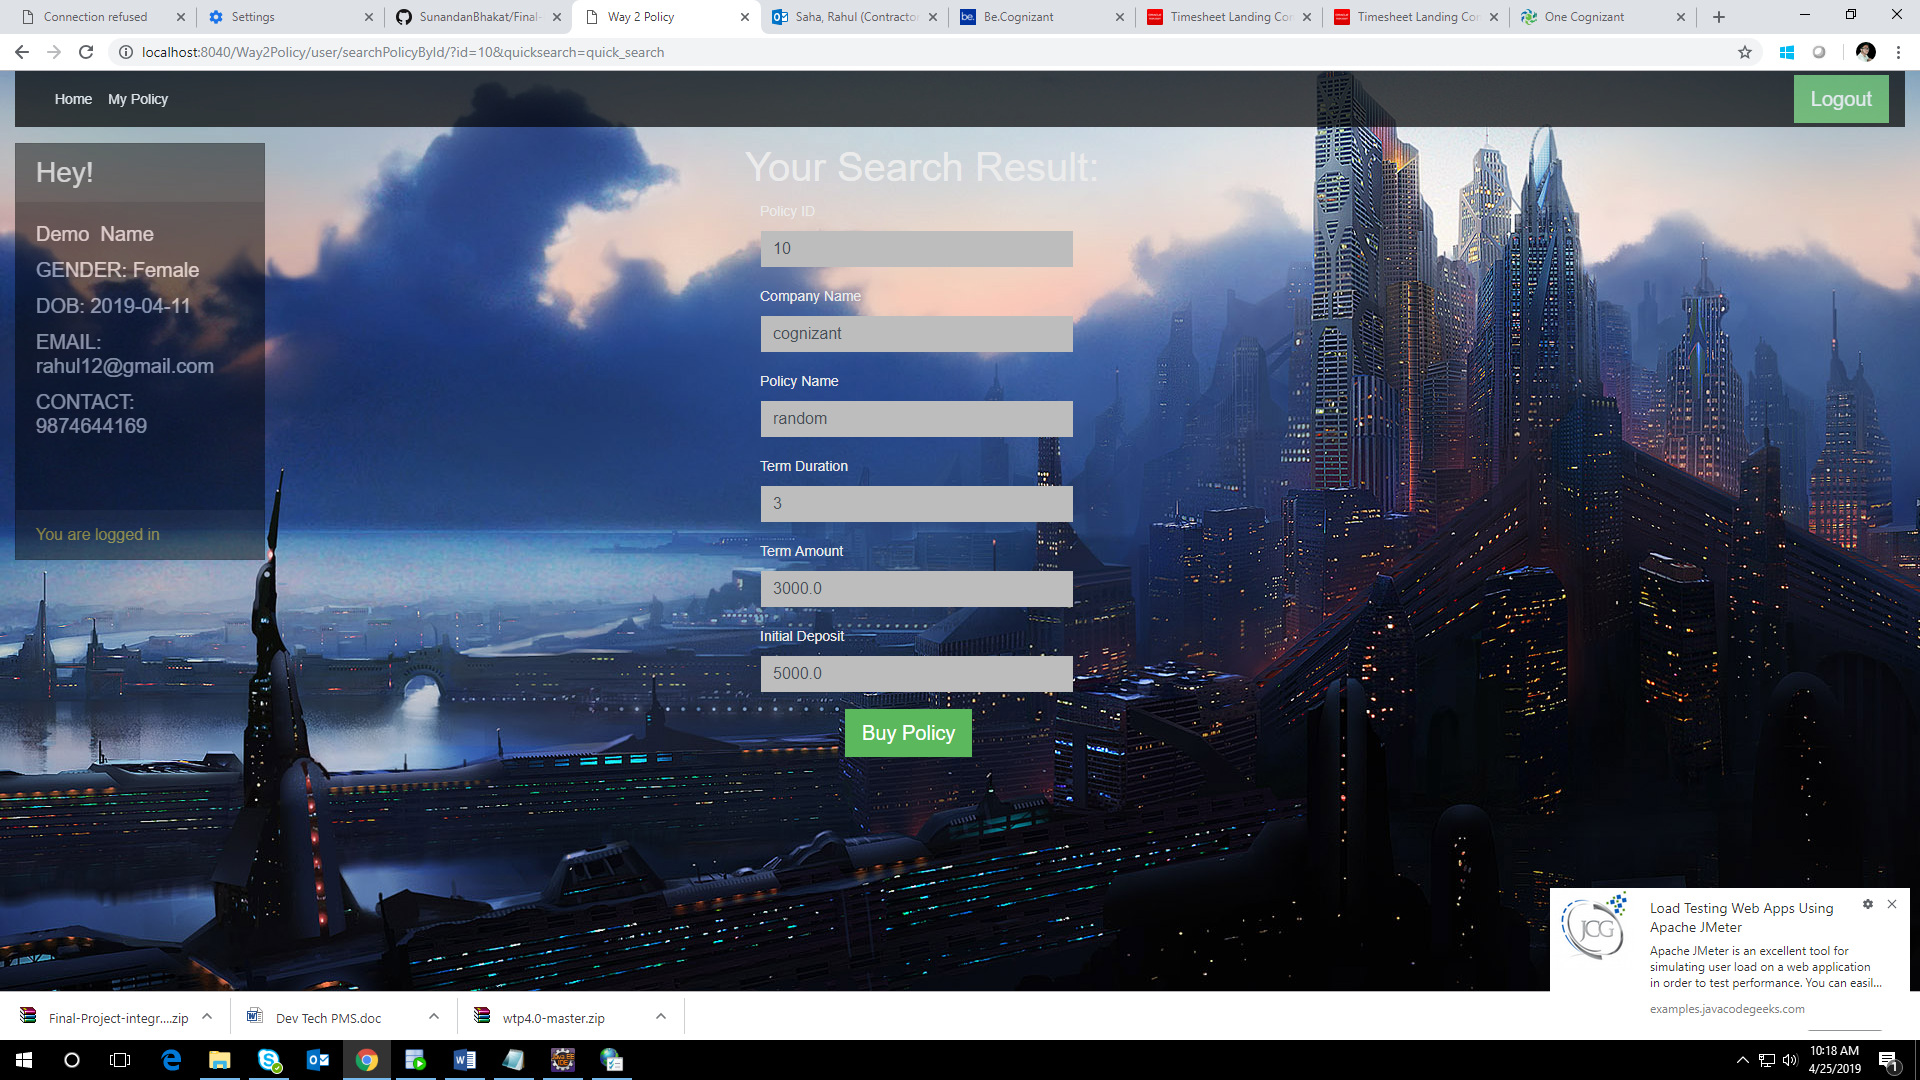 Connection refused
Settings
SunandanBhakat/Final-
Way 2 Policy
Saha, Rahul (Contractor
be.
Be.Cognizant
Timesheet Landing Co
Timesheet Landing Co
One Cognizant
localhost:8040/Way2Policy/user/searchPolicyById/?id=10&quicksearch=quick_search
Home My Policy
Logout
Hey!
Demo Name
GENDER: Female
DOB: 2019-04-11
EMAIL:
rahul12@gmail.com
CONTACT:
9874644169
You are logged in
Your Search Result:
Policy ID
10
Company Name
cognizant
Policy Name
random
Term Duration
3
Term Amount
3000.0
Initial Deposit
5000.0
Buy Policy
JCG
Load Testing Web Apps Using
Apache JMeter
Apache JMeter is an excellent tool for
simulating user load on a web application
in order to test performance. You can easil...
examples.javacodegeeks.com
Final-Project-integr....zip
Dev Tech PMS.doc
wtp4.0-master.zip
10:18 AM
4/25/2019
1